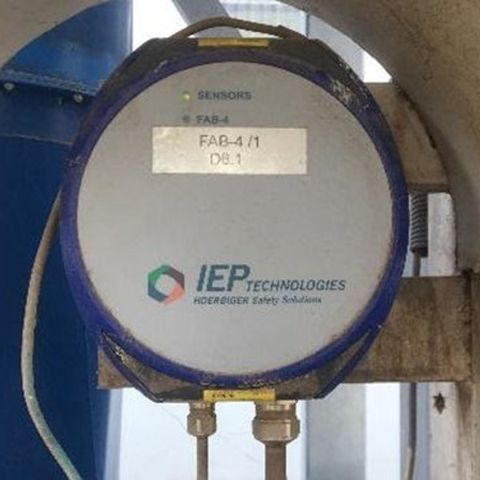 SENSORS
FAB-4
FAB-4 /1
D6.1
IEP TECHNOLOGIES
HOERBIGER Safety Solutions